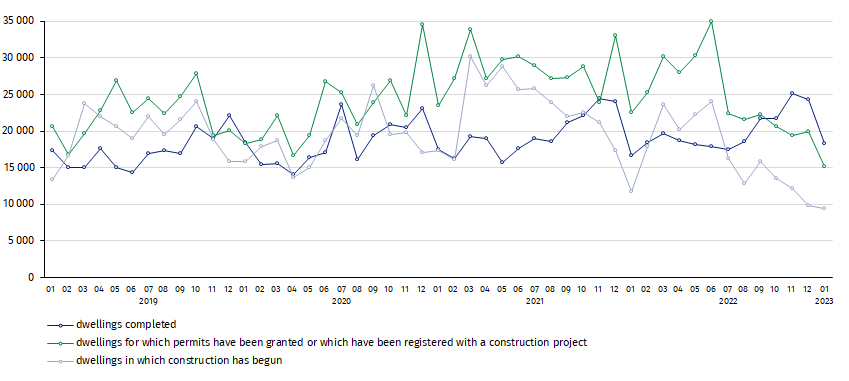 35 000
30 000
25 000
20 000
15 000
10 000
5 000
0
01 02 03 04 05 06 07 08 09 10 11 12 01 02 03 04 05 06 07 08 09 10 11 12 01 02 03 04 05 06 07 08 09 10 11 12 01 02 03 04 05 06 07 08 09 10 11 12 01
2019 2020 2021 2022 2023
dwellings completed
dwellings for which permits have been granted or which have been registered with a construction project
dwellings in which construction has begun